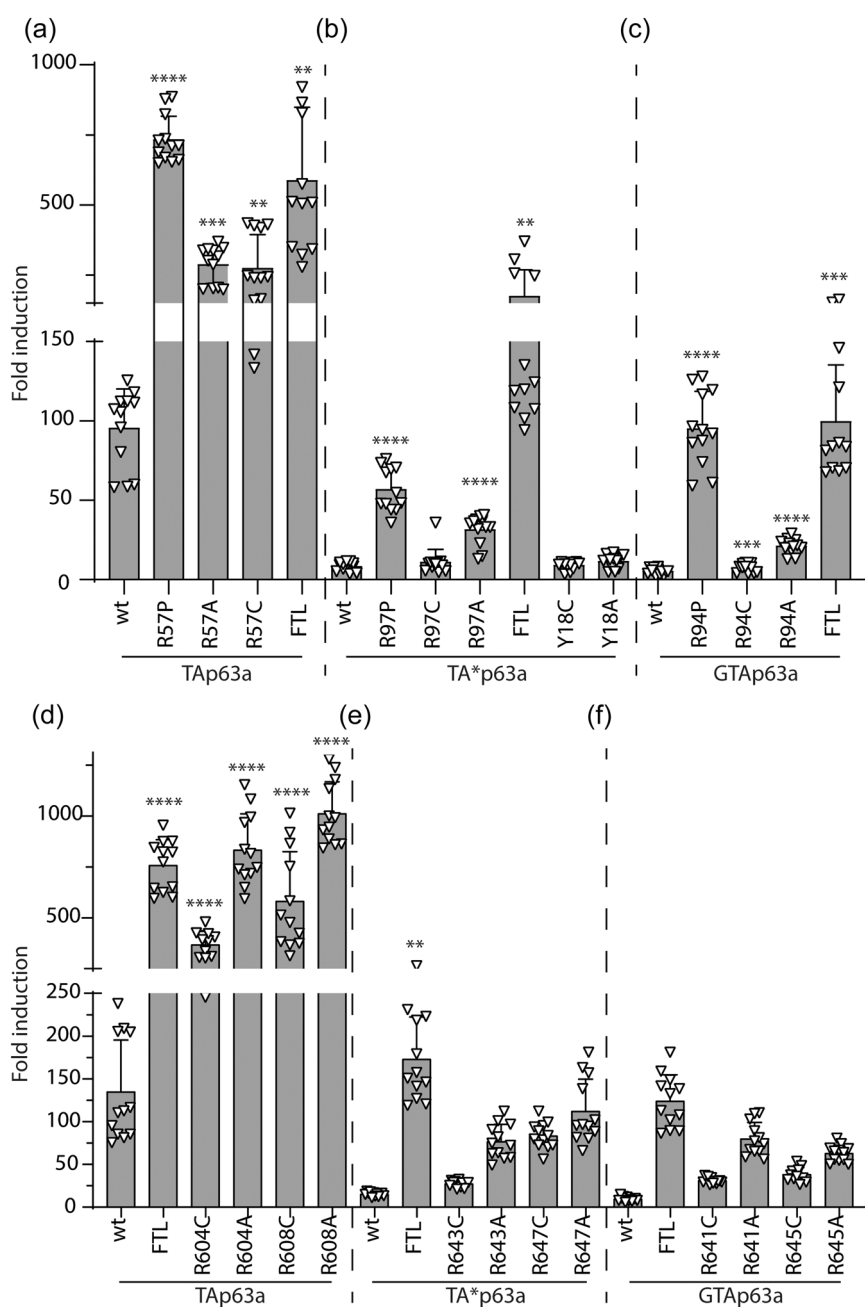 (a)
(b)
(c)
Fold induction
1000
500
150
100
50
0
****
***
**
**
****
****
**
****
***
****
***
wt
R57P
R57A
R57C
FTL
wt
R97P
R97C
R97A
FTL
Y18C
Y18A
wt
R94P
R94C
R94A
FTL
TAp63a
TA*p63a
GTAp63a
(d)
(e)
(f)
Fold induction
1000
500
250
200
150
100
50
0
****
****
****
****
****
**
wt
FTL
R604C
R604A
R608C
R608A
wt
FTL
R643C
R643A
R647C
R647A
wt
FTL
R641C
R641A
R645C
R645A
TAp63a
TA*p63a
GTAp63a